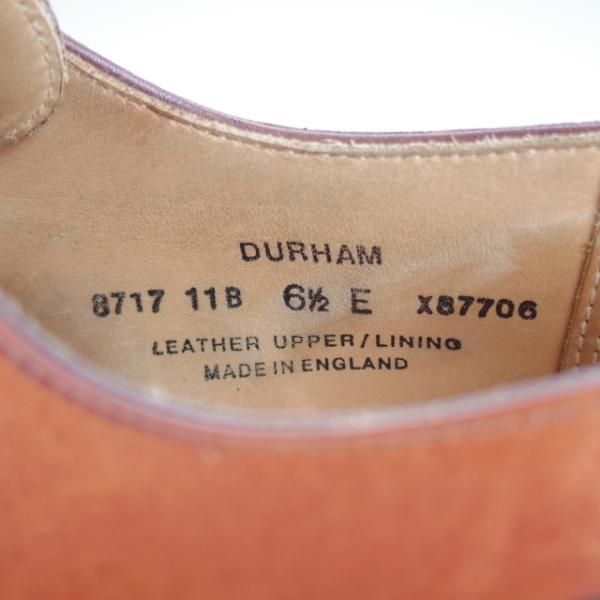 DURHAM
8717 11B 6½ E X87706
LEATHER UPPER/LINING
MADE IN ENGLAND